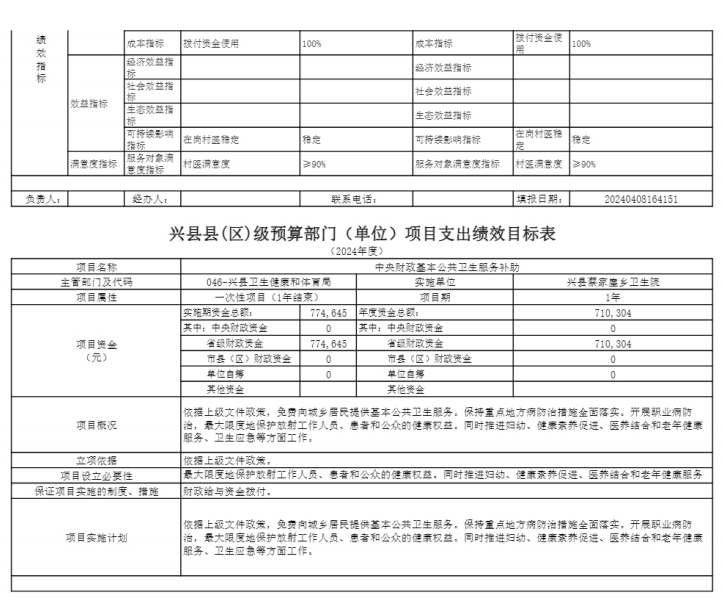 绩效指标
成本指标 拨付资金使用 100% 成本指标 拨付资金使用 100%
效益指标
经济效益指标 经济效益指标
社会效益指标 社会效益指标
生态效益指标 生态效益指标
可持续影响指标 在岗村医稳定 稳定 可持续影响指标 在岗村医稳定 稳定
满意度指标 服务对象满意度指标 村医满意度 ≥90% 服务对象满意度指标 村医满意度 ≥90%
负责人： 经办人： 联系电话： 填报日期： 20240408164151
兴县县(区)级预算部门（单位）项目支出绩效目标表
（2024年度）
项目名称 中央财政基本公共卫生服务补助
主管部门及代码 046-兴县卫生健康和体育局 实施单位 兴县蔡家崖乡卫生院
项目属性 一次性项目（1年结束） 项目期 1年
项目资金（元）
实施期资金总额： 774,645 年度资金总额： 710,304
其中：中央财政资金 0 其中：中央财政资金 0
省级财政资金 774,645 省级财政资金 710,304
市县（区）财政资金 0 市县（区）财政资金 0
单位自筹 0 单位自筹 0
其他资金 其他资金
项目概况
依据上级文件政策，免费向城乡居民提供基本公共卫生服务。保持重点地方病防治措施全面落实。开展职业病防
治，最大限度地保护放射工作人员、患者和公众的健康权益。同时推进妇幼、健康素养促进、医养结合和老年健康
服务、卫生应急等方面工作。
立项依据 依据上级文件政策。
项目设立必要性 最大限度地保护放射工作人员、患者和公众的健康权益。同时推进妇幼、健康素养促进、医养结合和老年健康服务
保证项目实施的制度、措施 财政给与资金拨付。
项目实施计划
依据上级文件政策，免费向城乡居民提供基本公共卫生服务。保持重点地方病防治措施全面落实。开展职业病防
治，最大限度地保护放射工作人员、患者和公众的健康权益。同时推进妇幼、健康素养促进、医养结合和老年健康
服务、卫生应急等方面工作。